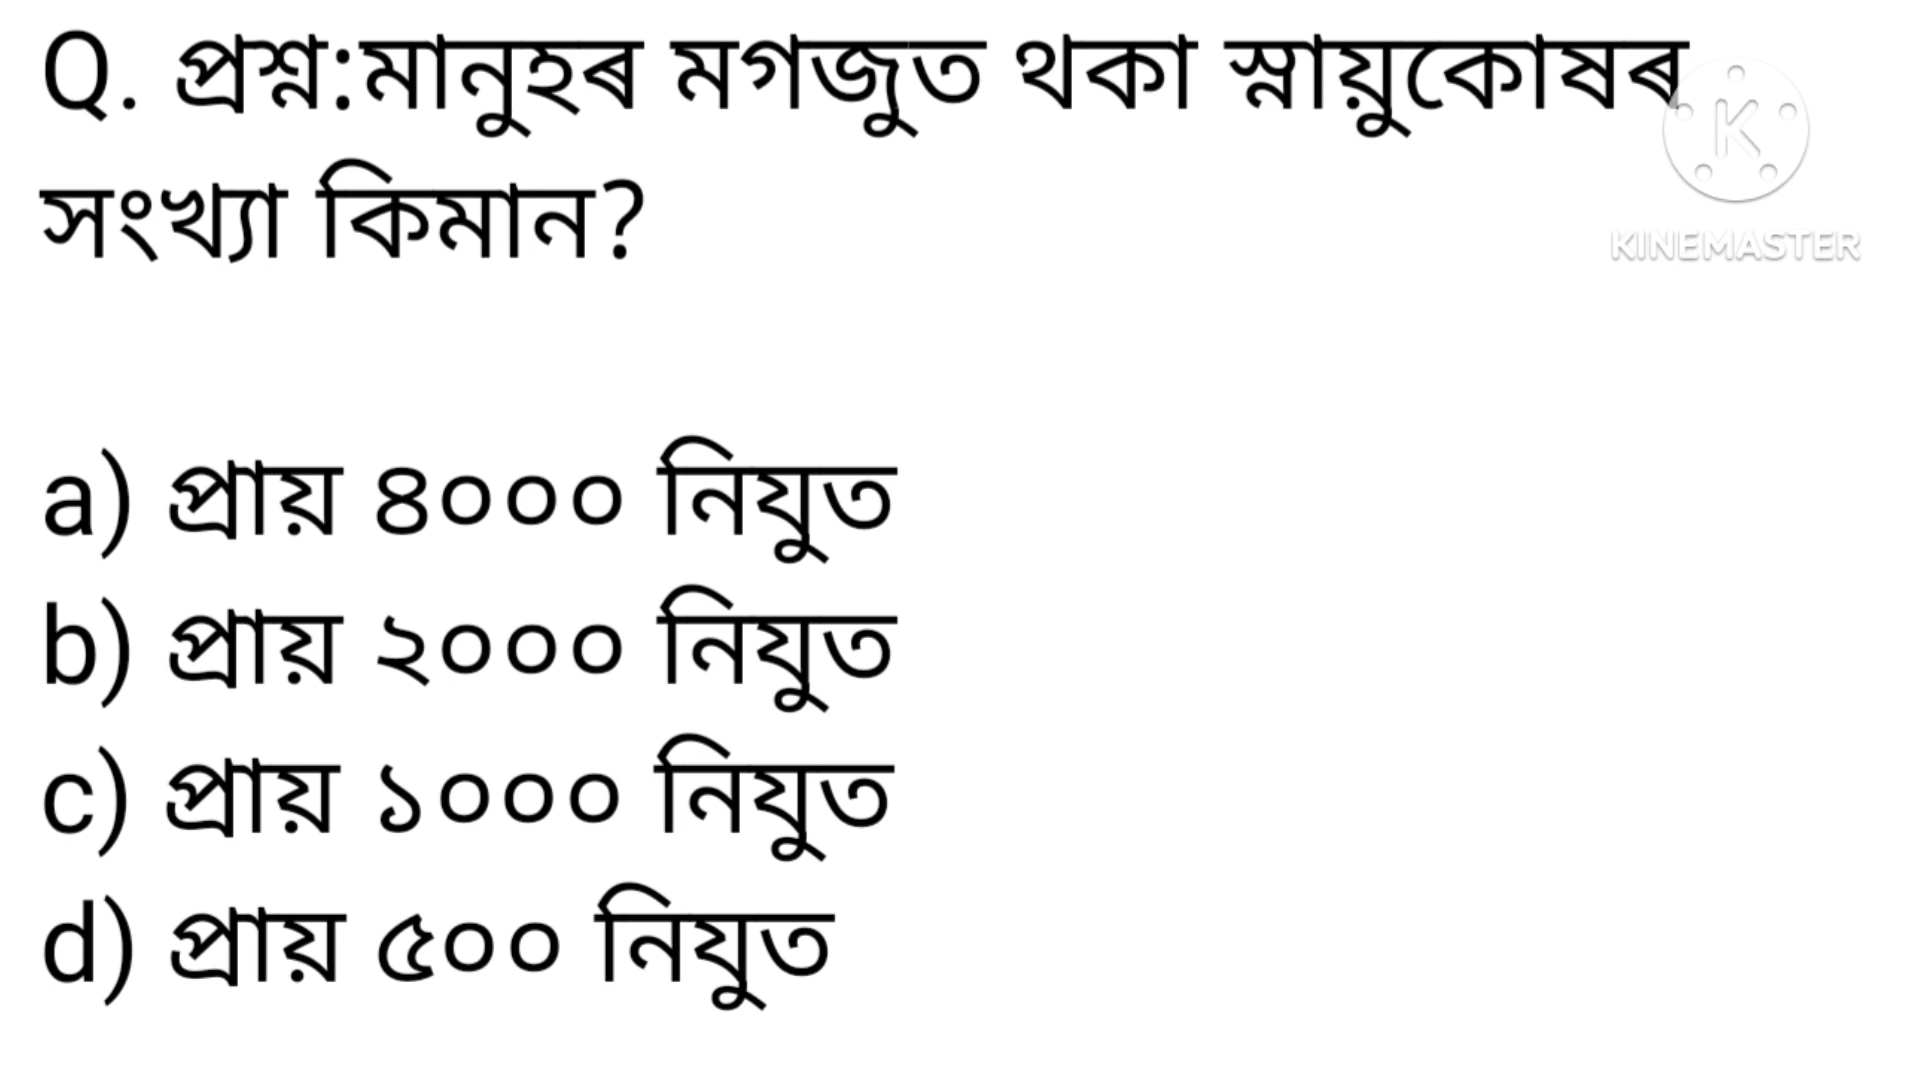 Q. প্ৰশ্ন:মানুহৰ মগজুত থকা স্নায়ুকোষৰ
সংখ্যা কিমান?
K
KINEMASTER
a) প্ৰায় ৪০০০ নিযুত
b) প্ৰায় ২০০০ নিযুত
c) প্ৰায় ১০০০ নিযুত
d) প্ৰায় ৫০০ নিযুত